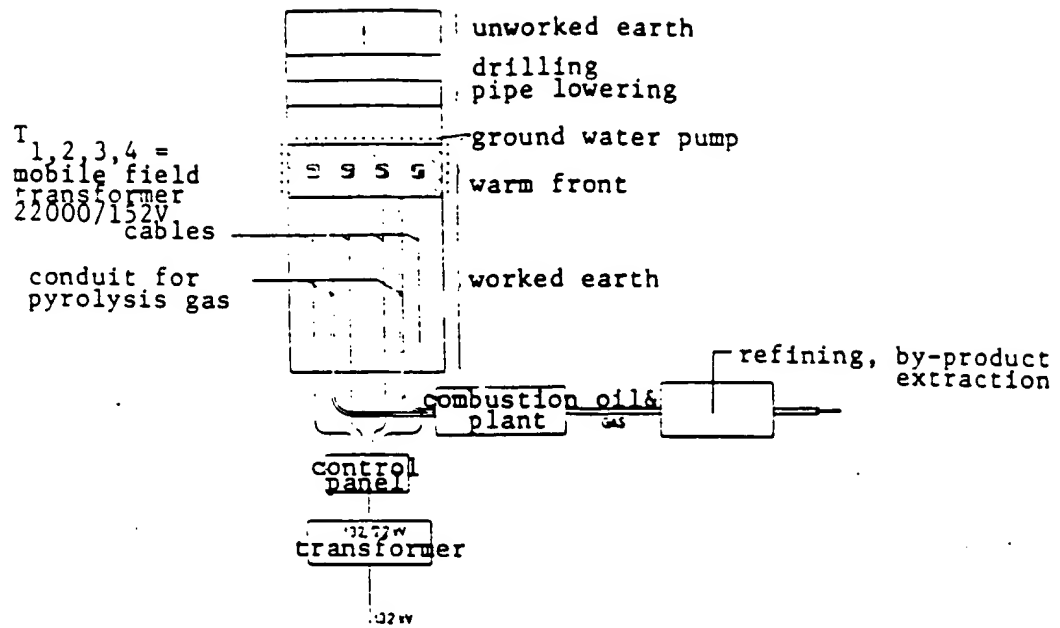 unworked earth
drilling
pipe lowering
ground water pump
T
1,2,3,4 =
mobile field
transformer
22000/152V
warm front
cables
conduit for
pyrolysis gas
worked earth
refining, by-product
extraction
combustion oil&
plant
GAS
control
panel
transformer